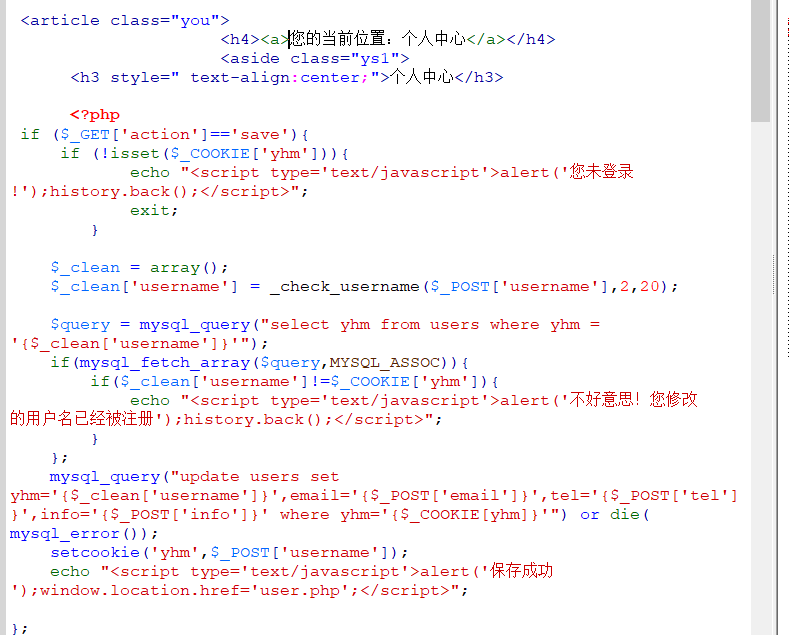 <article class="you">
<h4><a>您的当前位置：个人中心</a></h4>
<aside class="ys1">
<h3 style=" text-align:center;">个人中心</h3>
<?php
if ($_GET['action']=='save'){
if (!isset($_COOKIE['yhm'])){
echo "<script type='text/javascript'>alert('您未登录
!');history.back();</script>";
exit;
}
$_clean = array();
$_clean['username'] = _check_username($_POST['username'],2,20);
$query = mysql_query("select yhm from users where yhm =
'{$_clean['username']}'");
if(mysql_fetch_array($query,MYSQL_ASSOC)){
if($_clean['username']!=$_COOKIE['yhm']){
echo "<script type='text/javascript'>alert('不好意思！您修改
的用户名已经被注册');history.back();</script>";
}
};
mysql_query("update users set
yhm='{$_clean['username']}',email='{$_POST['email']}',tel='{$_POST['tel']
}',info='{$_POST['info']}' where yhm='{$_COOKIE[yhm]}'") or die(
mysql_error());
setcookie('yhm',$_POST['username']);
echo "<script type='text/javascript'>alert('保存成功
');window.location.href='user.php';</script>";
};